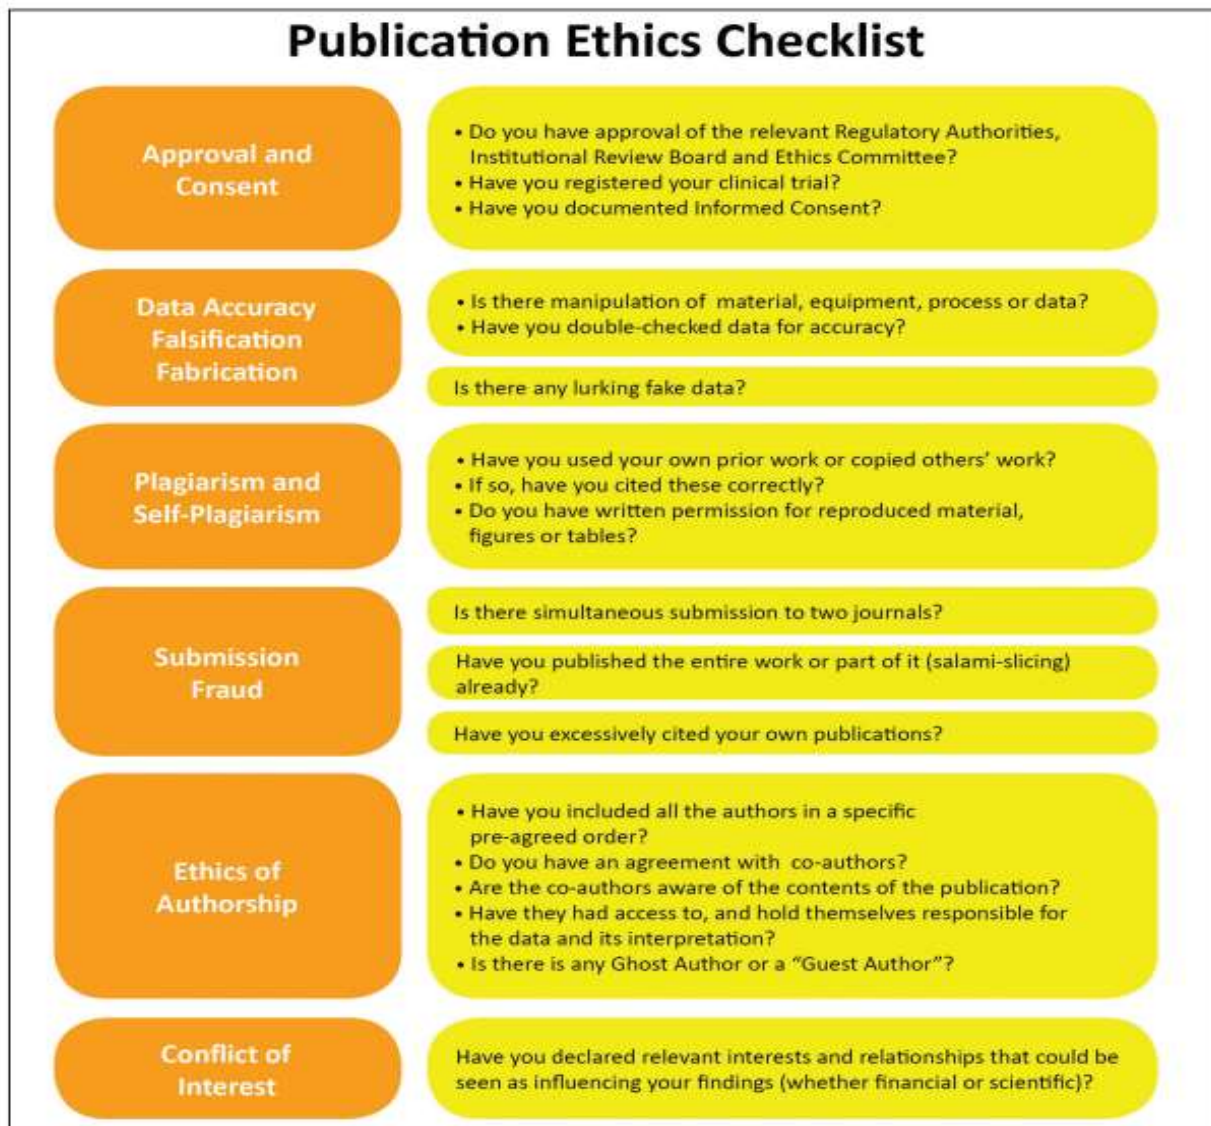 Publication Ethics Checklist
Approval and
Consent
• Do you have approval of the relevant Regulatory Authorities,
Institutional Review Board and Ethics Committee?
• Have you registered your clinical trial?
• Have you documented Informed Consent?
Data Accuracy
Falsification
Fabrication
• Is there manipulation of material, equipment, process or data?
• Have you double-checked data for accuracy?
Is there any lurking fake data?
Plagiarism and
Self-Plagiarism
• Have you used your own prior work or copied others’ work?
• If so, have you cited these correctly?
• Do you have written permission for reproduced material,
figures or tables?
Submission
Fraud
Is there simultaneous submission to two journals?
Have you published the entire work or part of it (salami-slicing)
already?
Have you excessively cited your own publications?
Ethics of
Authorship
• Have you included all the authors in a specific
pre-agreed order?
• Do you have an agreement with co-authors?
• Are the co-authors aware of the contents of the publication?
• Have they had access to, and hold themselves responsible for
the data and its interpretation?
• Is there is any Ghost Author or a “Guest Author”?
Conflict of
Interest
Have you declared relevant interests and relationships that could be
seen as influencing your findings (whether financial or scientific)?